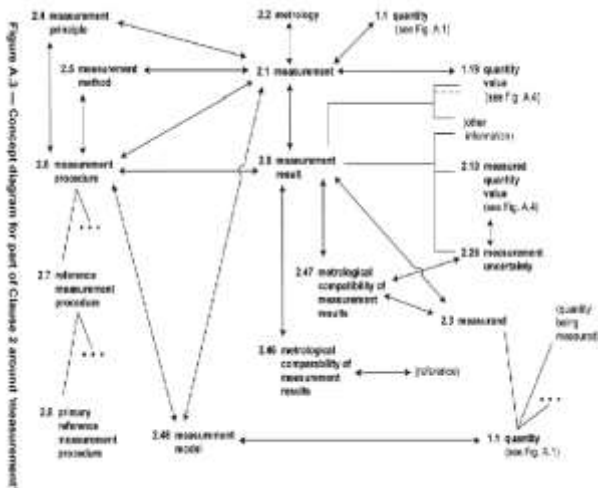 Figure A.3 — Concept diagram for part of Clause 2 around 'measurement'
2.4 measurement
principle
2.2 metrology
1.1 quantity
(see Fig. A.1)
2.5 measurement
method
2.1 measurement
1.19 quantity
value
(see Fig. A.4)
(other
information)
2.6 measurement
procedure
2.9 measurement
result
2.10 measured
quantity
value
(see Fig. A.4)
2.26 measurement
uncertainty
2.7 reference
measurement
procedure
2.47 metrological
compatibility of
measurement
results
2.3 measurand
(quantity
being
measured)
2.46 metrological
comparability of
measurement
results
(reference)
2.8 primary
reference
measurement
procedure
2.48 measurement
model
1.1 quantity
(see Fig. A.1)